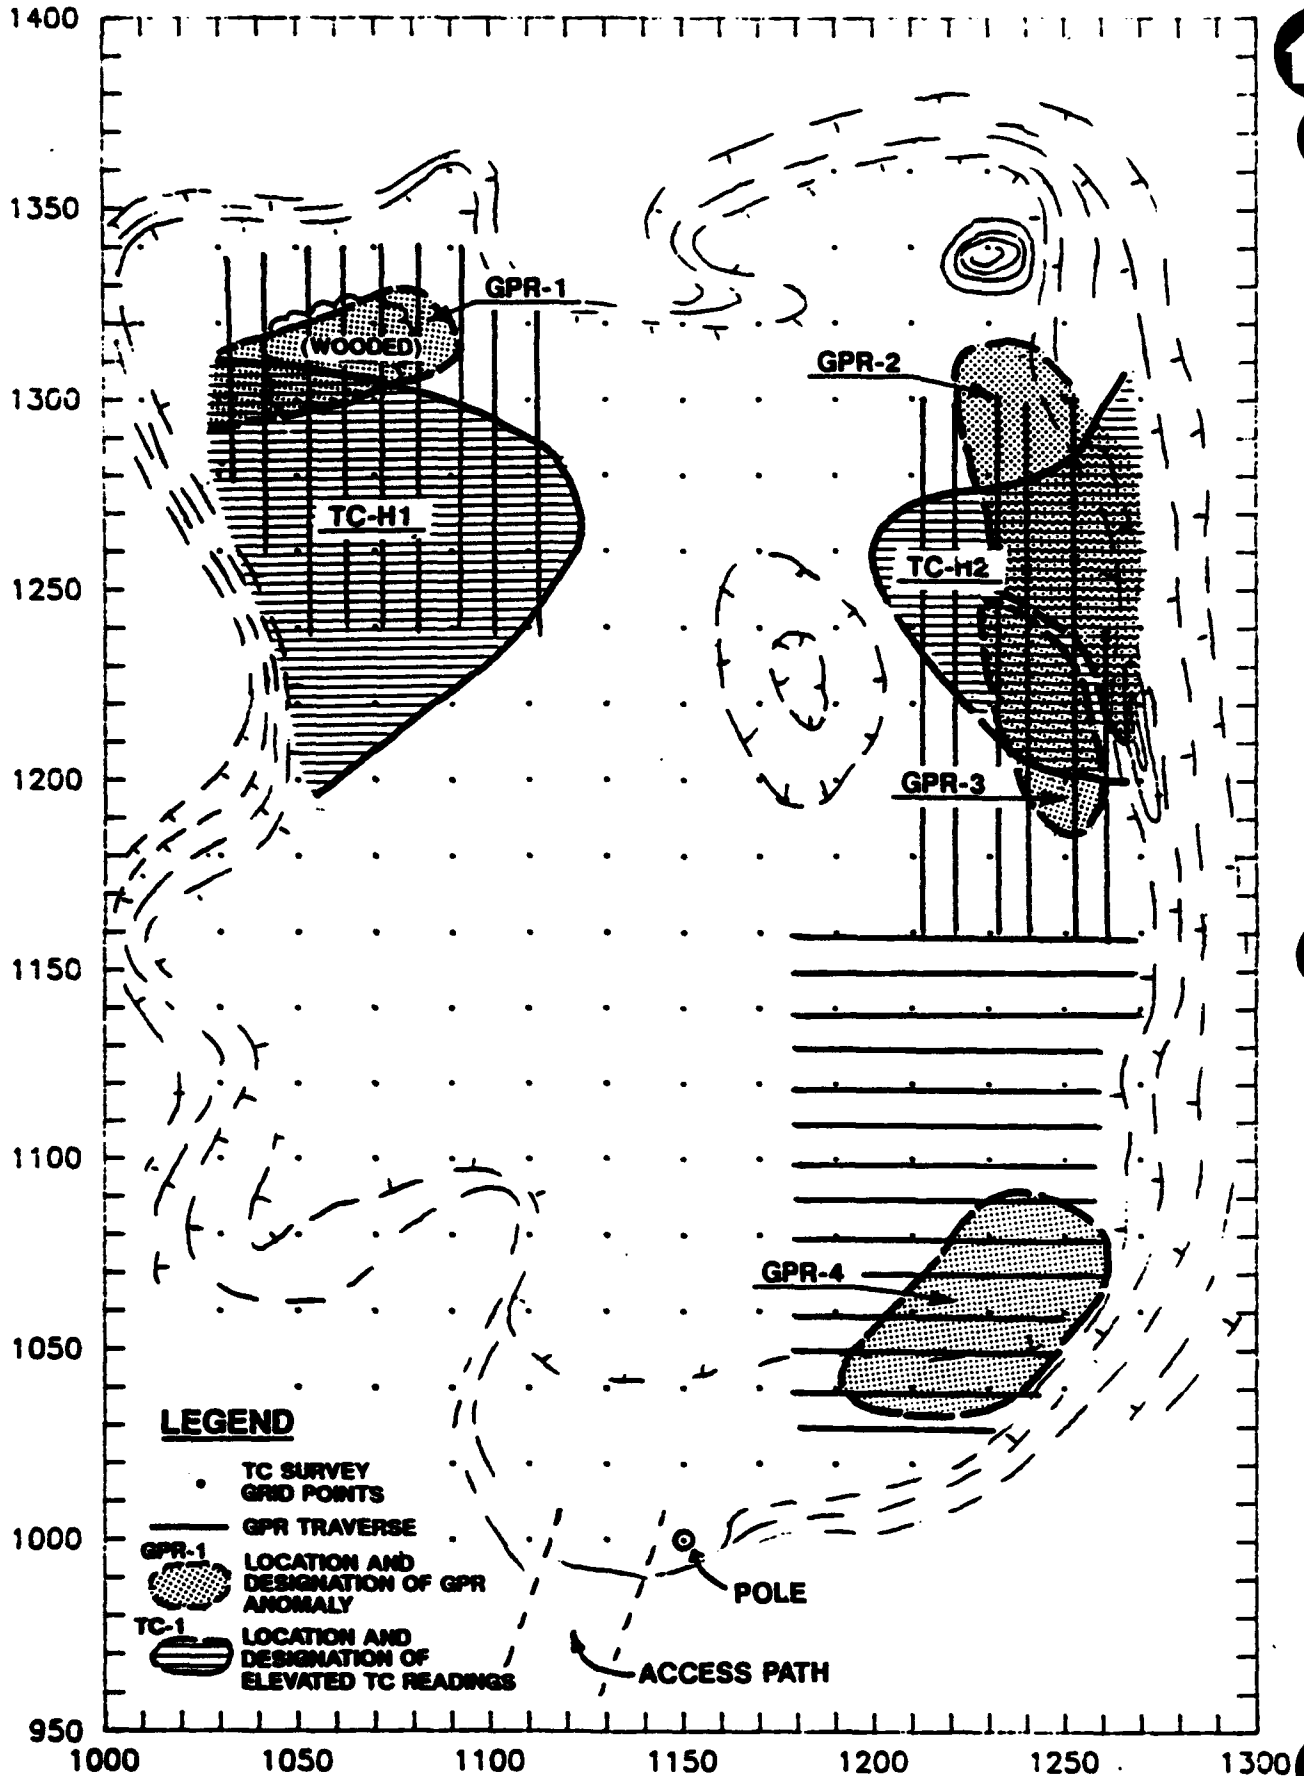 1400
1350
GPR-1
(WOODED)
GPR-2
1300
TC-H1
TC-H2
1250
GPR-3
1200
1150
1100
GPR-4
1050
LEGEND
TC SURVEY
GRID POINTS
GPR TRAVERSE
1000
GPR-1
LOCATION AND
DESIGNATION OF GPR
ANOMALY
POLE
TC-1
LOCATION AND
DESIGNATION OF
ELEVATED TC READINGS
ACCESS PATH
950
1000 1050 1100 1150 1200 1250 1300